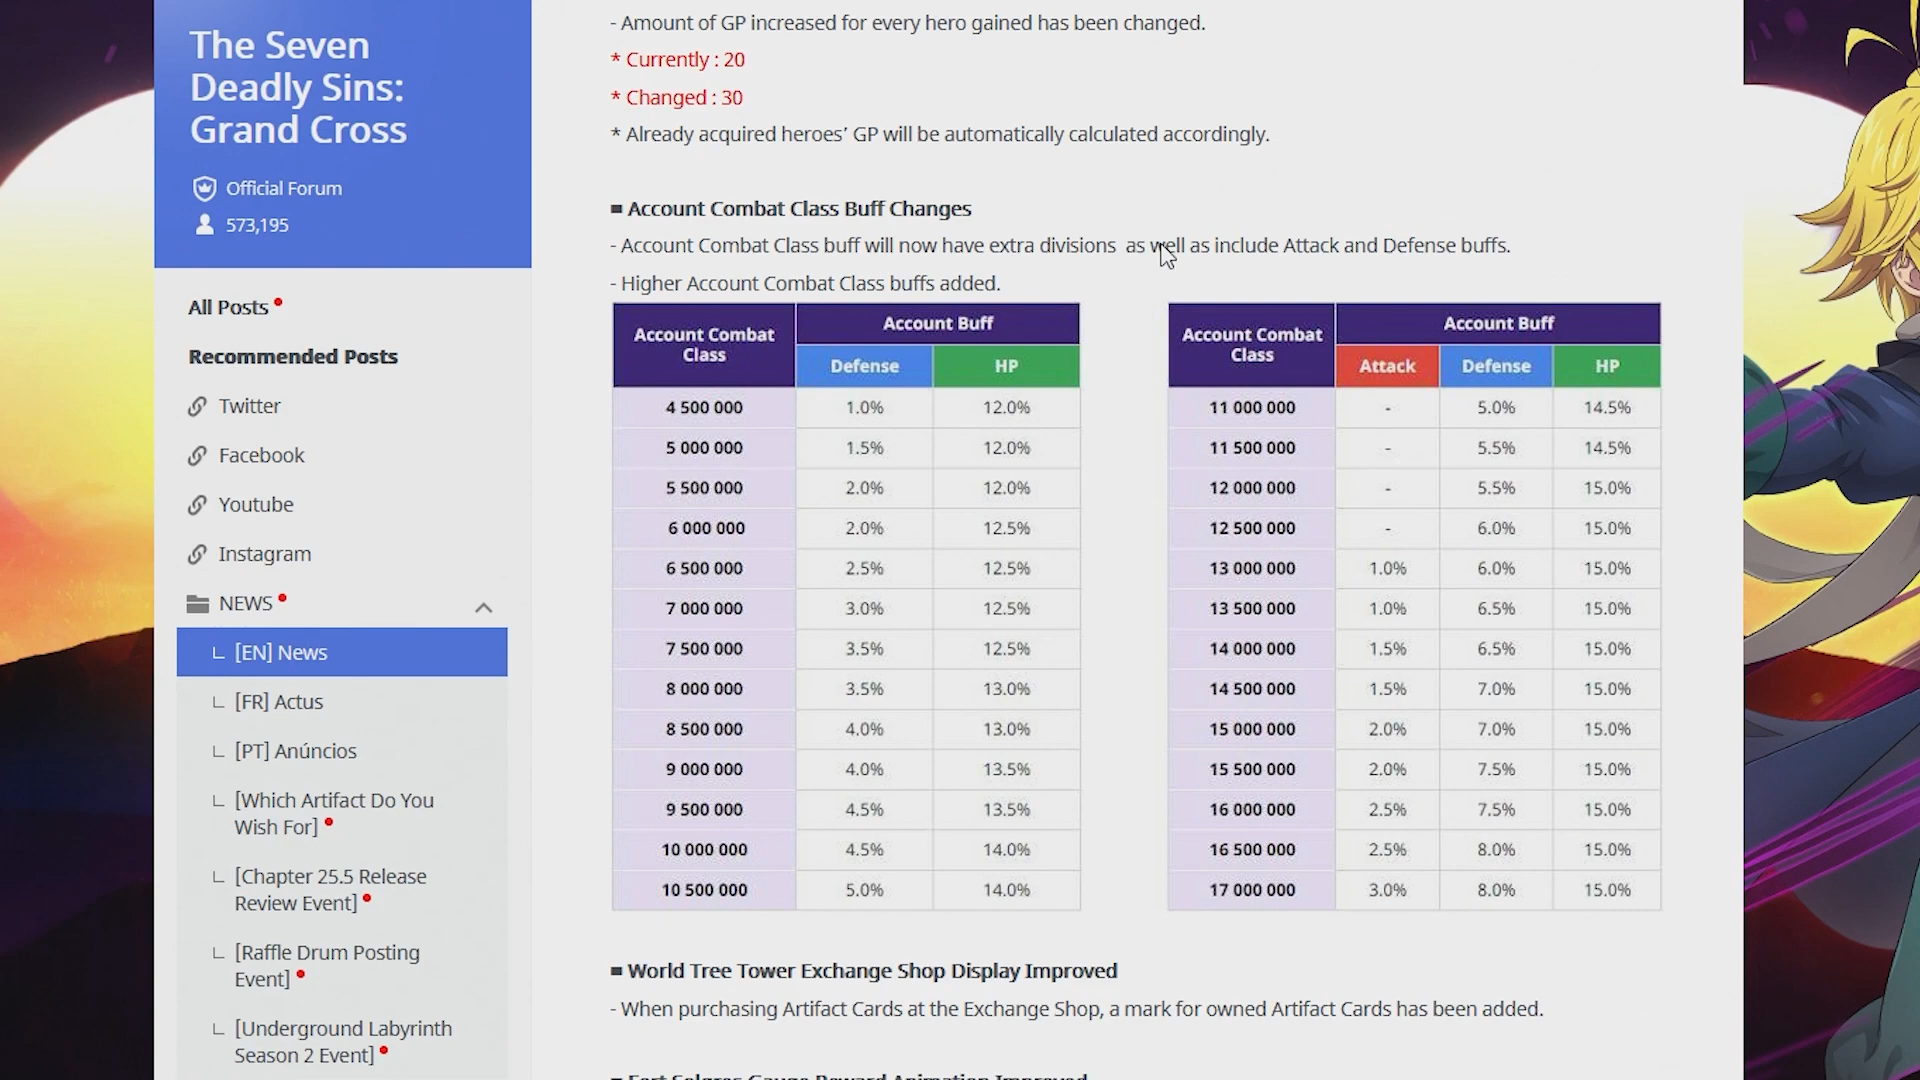 The Seven
Deadly Sins:
Grand Cross
Official Forum
573,195
All Posts
Recommended Posts
Twitter
Facebook
Youtube
Instagram
NEWS
[EN] News
[FR] Actus
[PT] Anúncios
[Which Artifact Do You
Wish For]
[Chapter 25.5 Release
Review Event]
[Raffle Drum Posting
Event]
[Underground Labyrinth
Season 2 Event]
- Amount of GP increased for every hero gained has been changed.
* Currently : 20
* Changed : 30
* Already acquired heroes’ GP will be automatically calculated accordingly.
■ Account Combat Class Buff Changes
- Account Combat Class buff will now have extra divisions  as well as include Attack and Defense buffs.
- Higher Account Combat Class buffs added.
Account Combat
Class
Account Buff
Defense HP
4 500 000 1.0% 12.0%
5 000 000 1.5% 12.0%
5 500 000 2.0% 12.0%
6 000 000 2.0% 12.5%
6 500 000 2.5% 12.5%
7 000 000 3.0% 12.5%
7 500 000 3.5% 12.5%
8 000 000 3.5% 13.0%
8 500 000 4.0% 13.0%
9 000 000 4.0% 13.5%
9 500 000 4.5% 13.5%
10 000 000 4.5% 14.0%
10 500 000 5.0% 14.0%
Account Combat
Class
Account Buff
Attack Defense HP
11 000 000 - 5.0% 14.5%
11 500 000 - 5.5% 14.5%
12 000 000 - 5.5% 15.0%
12 500 000 - 6.0% 15.0%
13 000 000 1.0% 6.0% 15.0%
13 500 000 1.0% 6.5% 15.0%
14 000 000 1.5% 6.5% 15.0%
14 500 000 1.5% 7.0% 15.0%
15 000 000 2.0% 7.0% 15.0%
15 500 000 2.0% 7.5% 15.0%
16 000 000 2.5% 7.5% 15.0%
16 500 000 2.5% 8.0% 15.0%
17 000 000 3.0% 8.0% 15.0%
■ World Tree Tower Exchange Shop Display Improved
- When purchasing Artifact Cards at the Exchange Shop, a mark for owned Artifact Cards has been added.